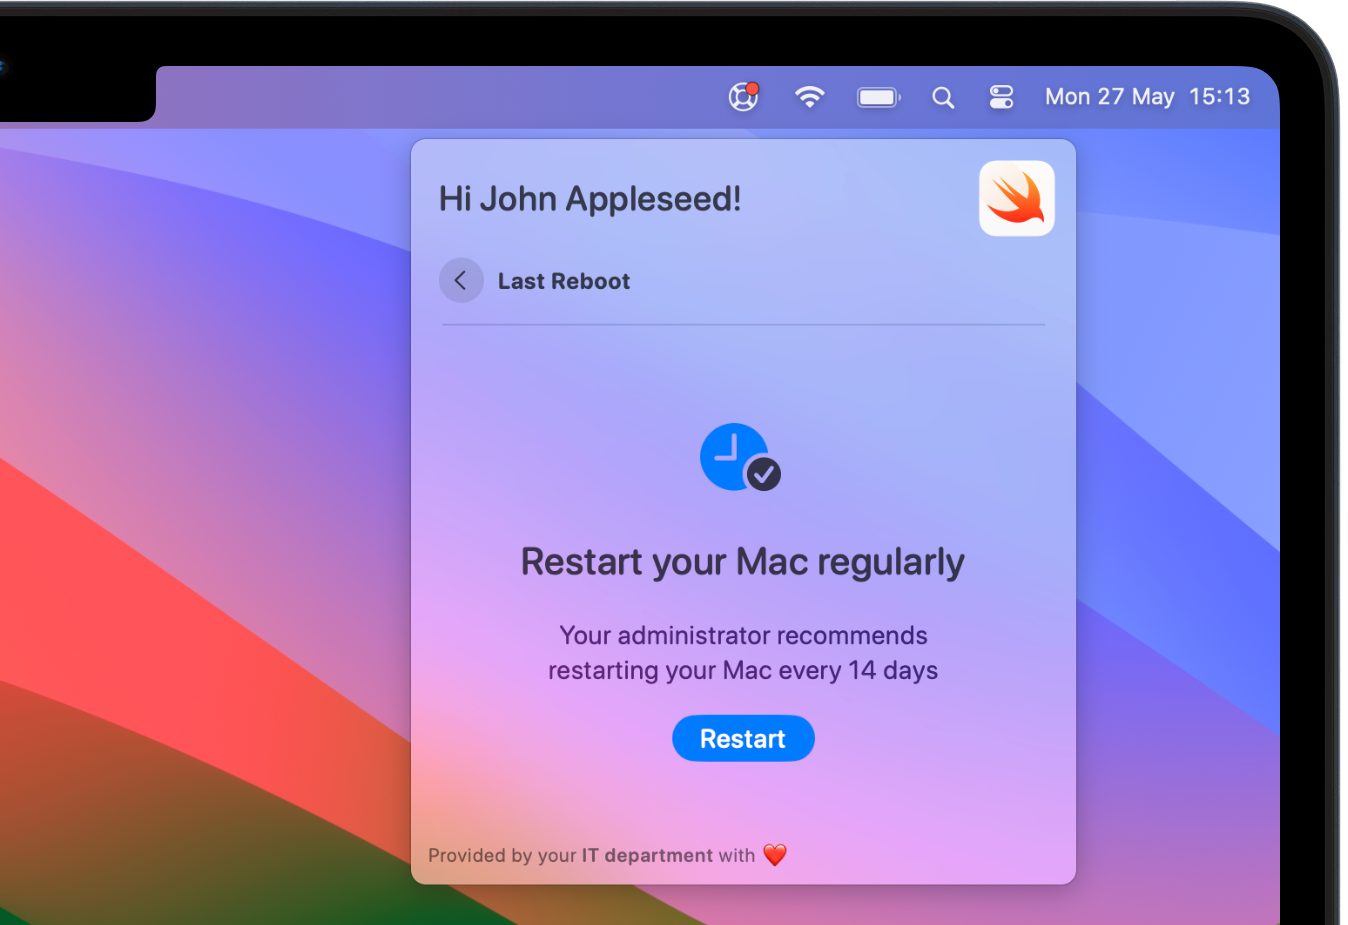 Mon 27 May 15:13
Hi John Appleseed!
Last Reboot
Restart your Mac regularly
Your administrator recommends
restarting your Mac every 14 days
Restart
Provided by your IT department with ❤️